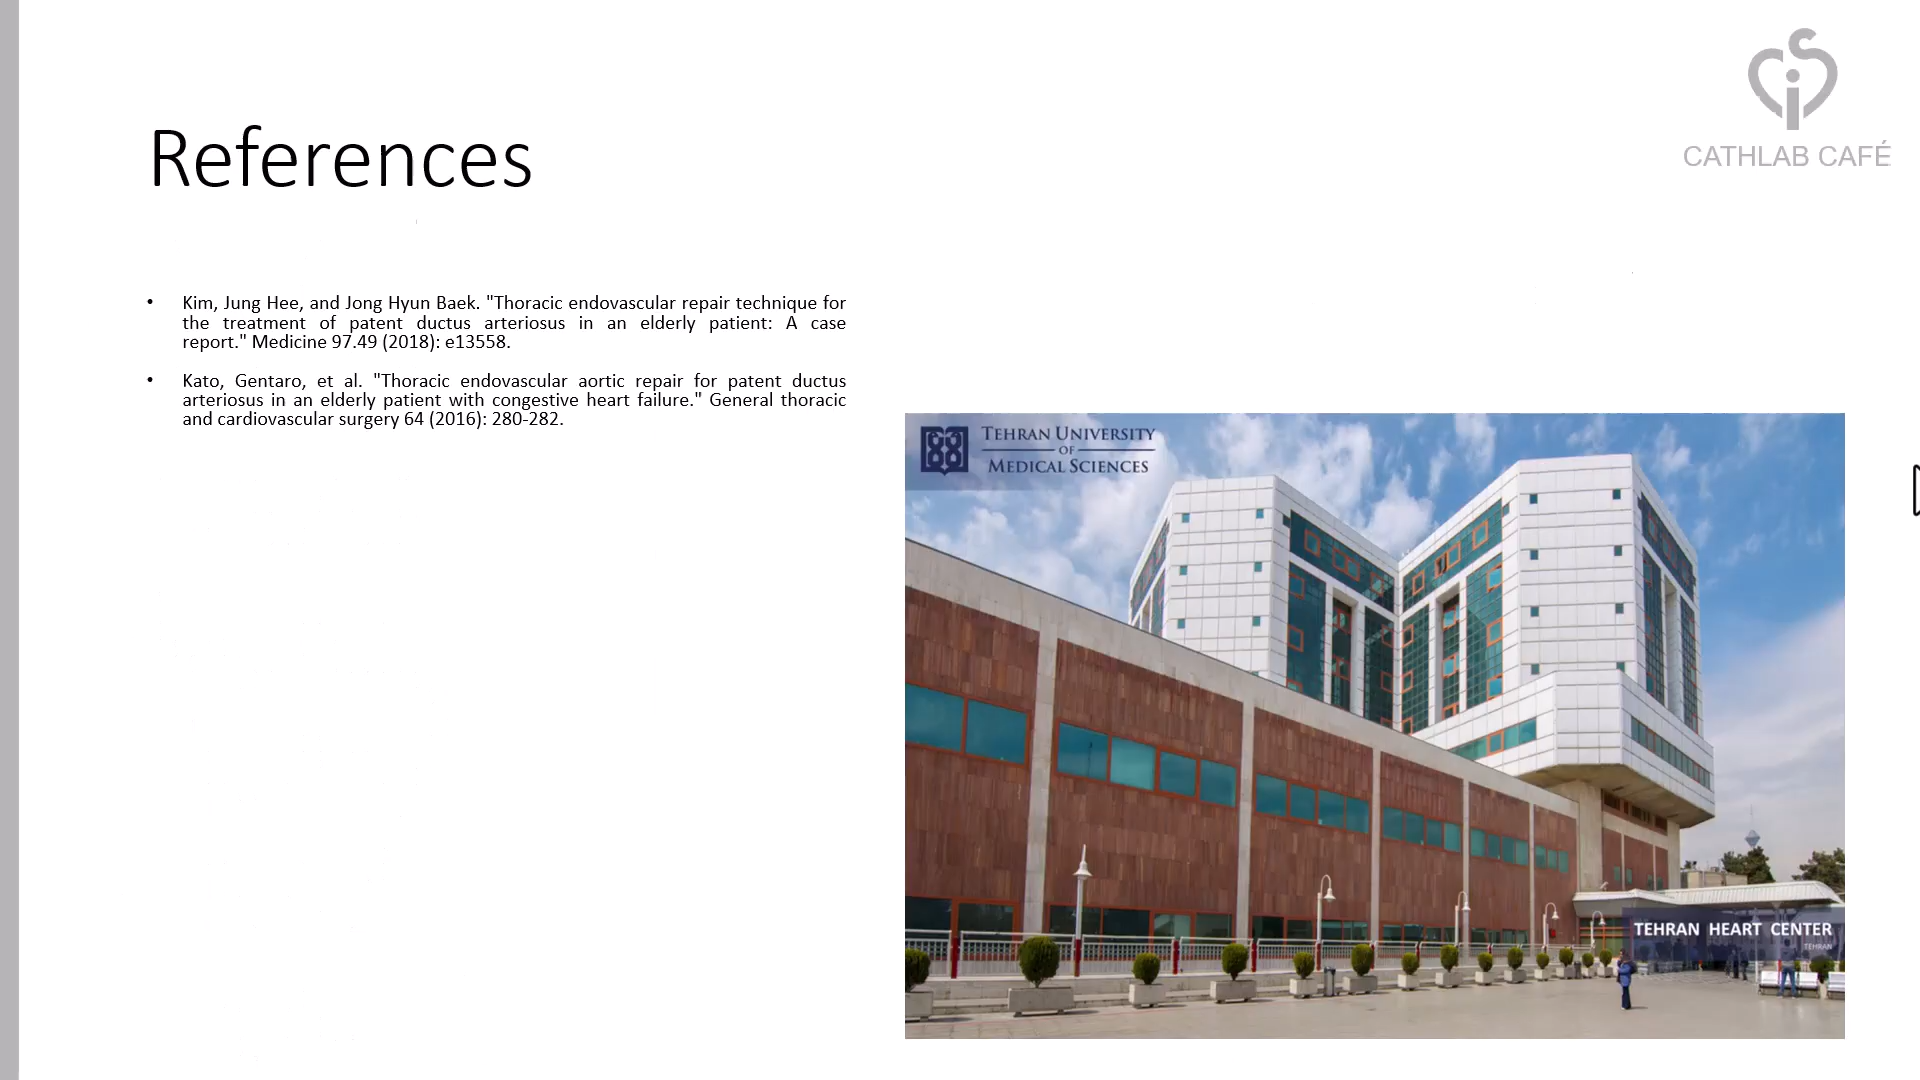 CATHLAB CAFÉ
References
• Kim, Jung Hee, and Jong Hyun Baek. "Thoracic endovascular repair technique for
the treatment of patent ductus arteriosus in an elderly patient: A case
report." Medicine 97.49 (2018): e13558.
• Kato, Gentaro, et al. "Thoracic endovascular aortic repair for patent ductus
arteriosus in an elderly patient with congestive heart failure." General thoracic
and cardiovascular surgery 64 (2016): 280-282.
TEHRAN UNIVERSITY
OF
MEDICAL SCIENCES
TEHRAN HEART CENTER
TEHRAN